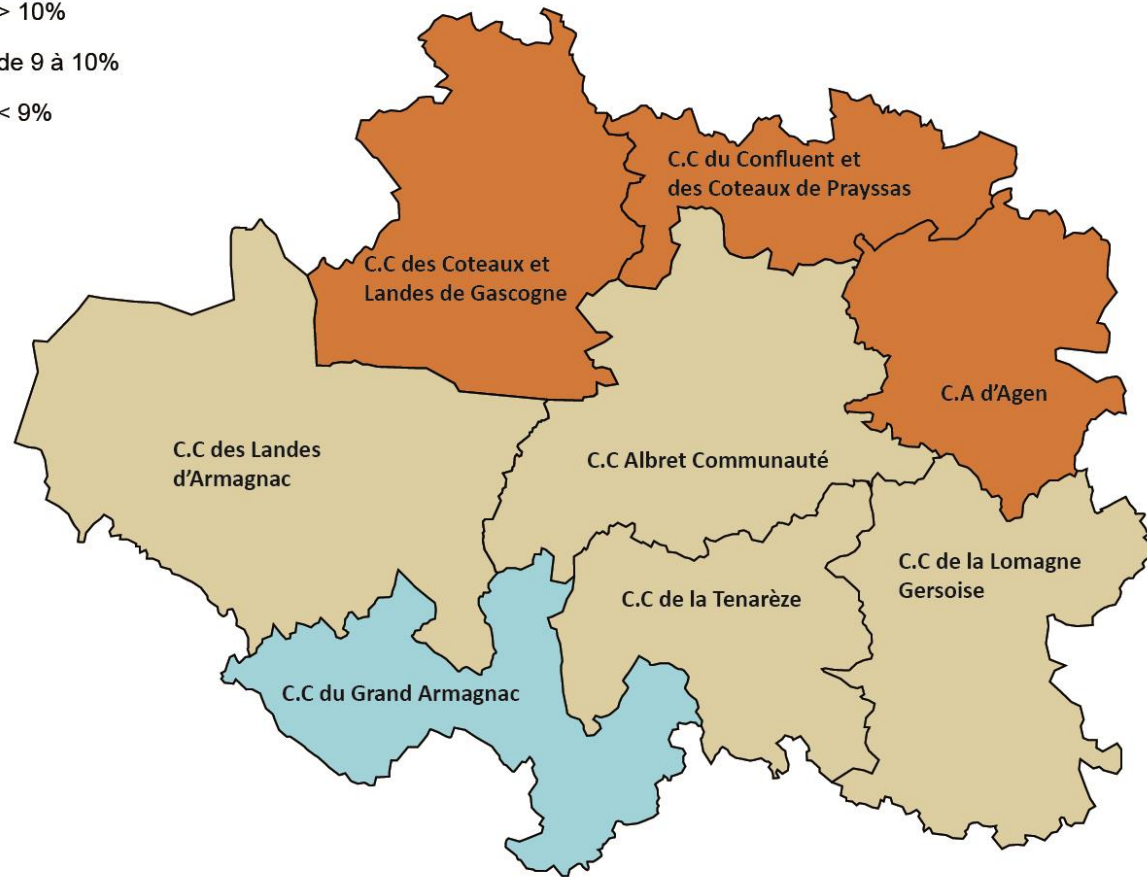 > 10%
de 9 à 10%
< 9%
C.C du Confluent et
des Coteaux de Prayssas
C.C des Coteaux et
Landes de Gascogne
C.A d'Agen
C.C des Landes
d'Armagnac
C.C Albret Communauté
C.C de la Lomagne
Gersoise
C.C de la Tenarèze
C.C du Grand Armagnac